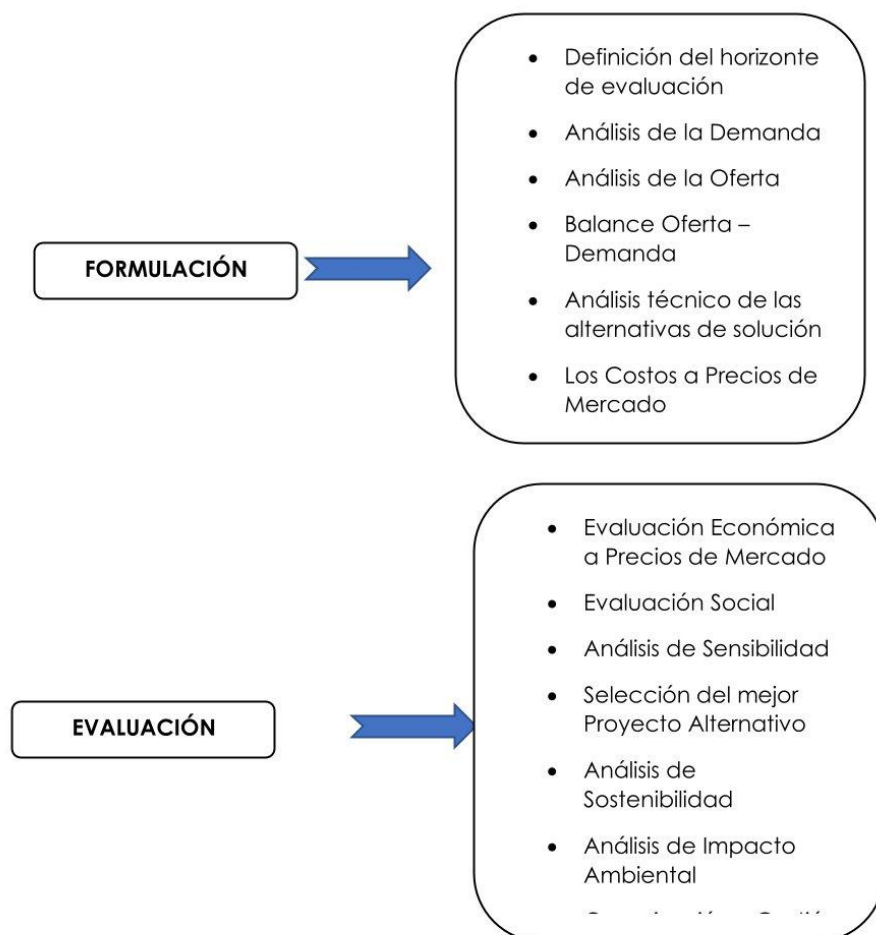 • Definición del horizonte
de evaluación
• Análisis de la Demanda
• Análisis de la Oferta
• Balance Oferta –
Demanda
• Análisis técnico de las
alternativas de solución
• Los Costos a Precios de
Mercado
FORMULACIÓN
• Evaluación Económica
a Precios de Mercado
• Evaluación Social
• Análisis de Sensibilidad
• Selección del mejor
Proyecto Alternativo
• Análisis de
Sostenibilidad
• Análisis de Impacto
Ambiental
EVALUACIÓN